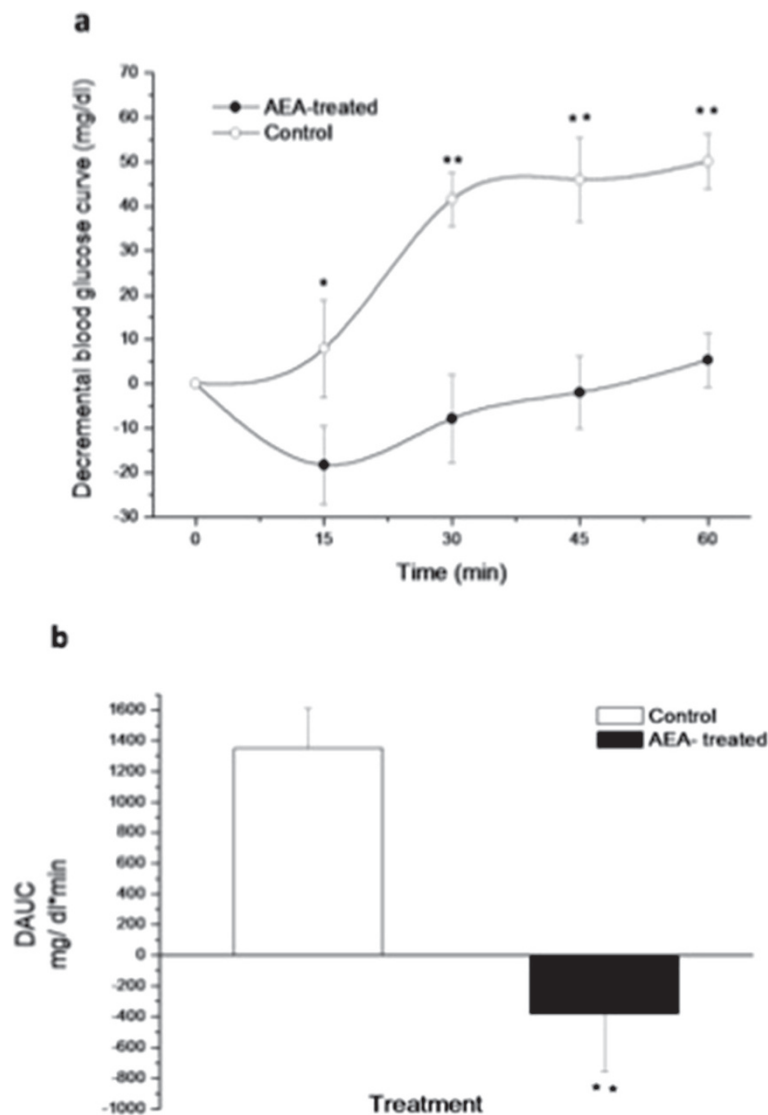 a
Decremental blood glucose curve (mg/dl)
70
60
50
40
30
20
10
0
-10
-20
-30
AEA-treated
Control
*
**
**
**
0 15 30 45 60
Time (min)
b
DAUC
mg/ dl*min
1600
1400
1200
1000
800
600
400
200
0
-200
-400
-600
-800
-1000
Control
AEA- treated
**
Treatment